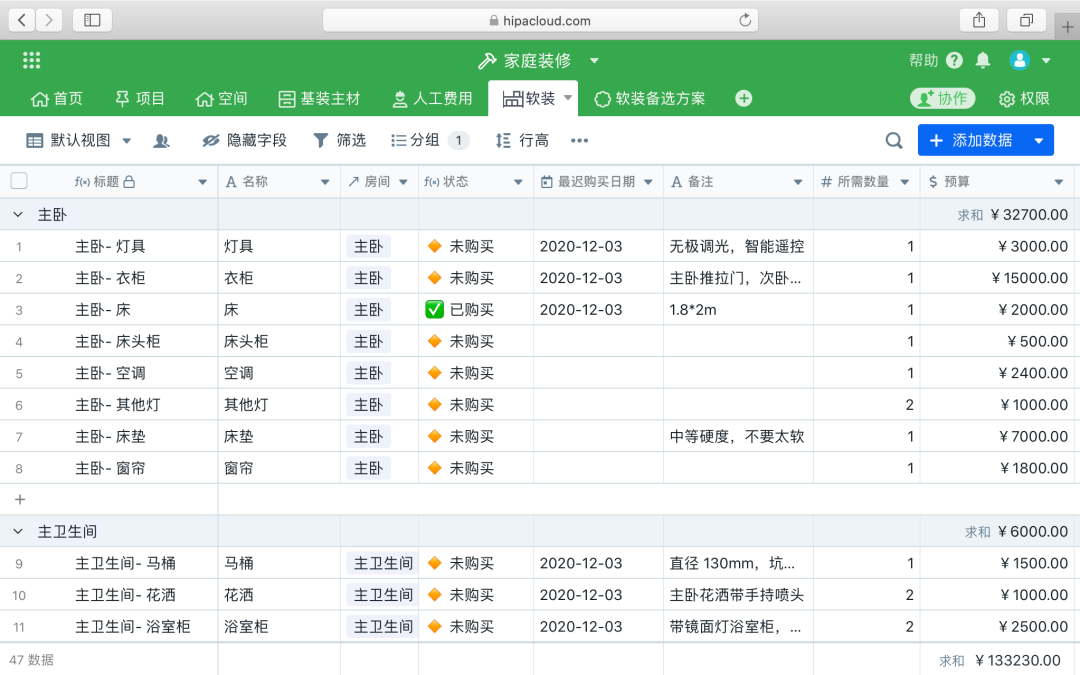 hipacloud.com
家庭装修
帮助
首页 项目 空间 基装主材 人工费用 软装 软装备选方案 协作 权限
默认视图 隐藏字段 筛选 分组 1 行高 添加数据
f(x) 标题 A 名称 房间 f(x) 状态 最迟购买日期 A 备注 # 所需数量 $ 预算
主卧 求和 ¥ 32700.00
1 主卧- 灯具 灯具 主卧 未购买 2020-12-03 无极调光，智能遥控 1 ¥ 3000.00
2 主卧- 衣柜 衣柜 主卧 未购买 2020-12-03 主卧推拉门，次卧... 1 ¥ 15000.00
3 主卧- 床 床 主卧 已购买 2020-12-03 1.8*2m 1 ¥ 2000.00
4 主卧- 床头柜 床头柜 主卧 未购买 1 ¥ 500.00
5 主卧- 空调 空调 主卧 未购买 1 ¥ 2400.00
6 主卧- 其他灯 其他灯 主卧 未购买 2 ¥ 1000.00
7 主卧- 床垫 床垫 主卧 未购买 中等硬度，不要太软 1 ¥ 7000.00
8 主卧- 窗帘 窗帘 主卧 未购买 1 ¥ 1800.00
主卫生间 求和 ¥ 6000.00
9 主卫生间- 马桶 马桶 主卫生间 未购买 2020-12-03 直径 130mm，坑... 1 ¥ 1500.00
10 主卫生间- 花洒 花洒 主卫生间 未购买 2020-12-03 主卧花洒带手持喷头 2 ¥ 1000.00
11 主卫生间- 浴室柜 浴室柜 主卫生间 未购买 2020-12-03 带镜面灯浴室柜，... 2 ¥ 2500.00
47 数据 求和 ¥ 133230.00